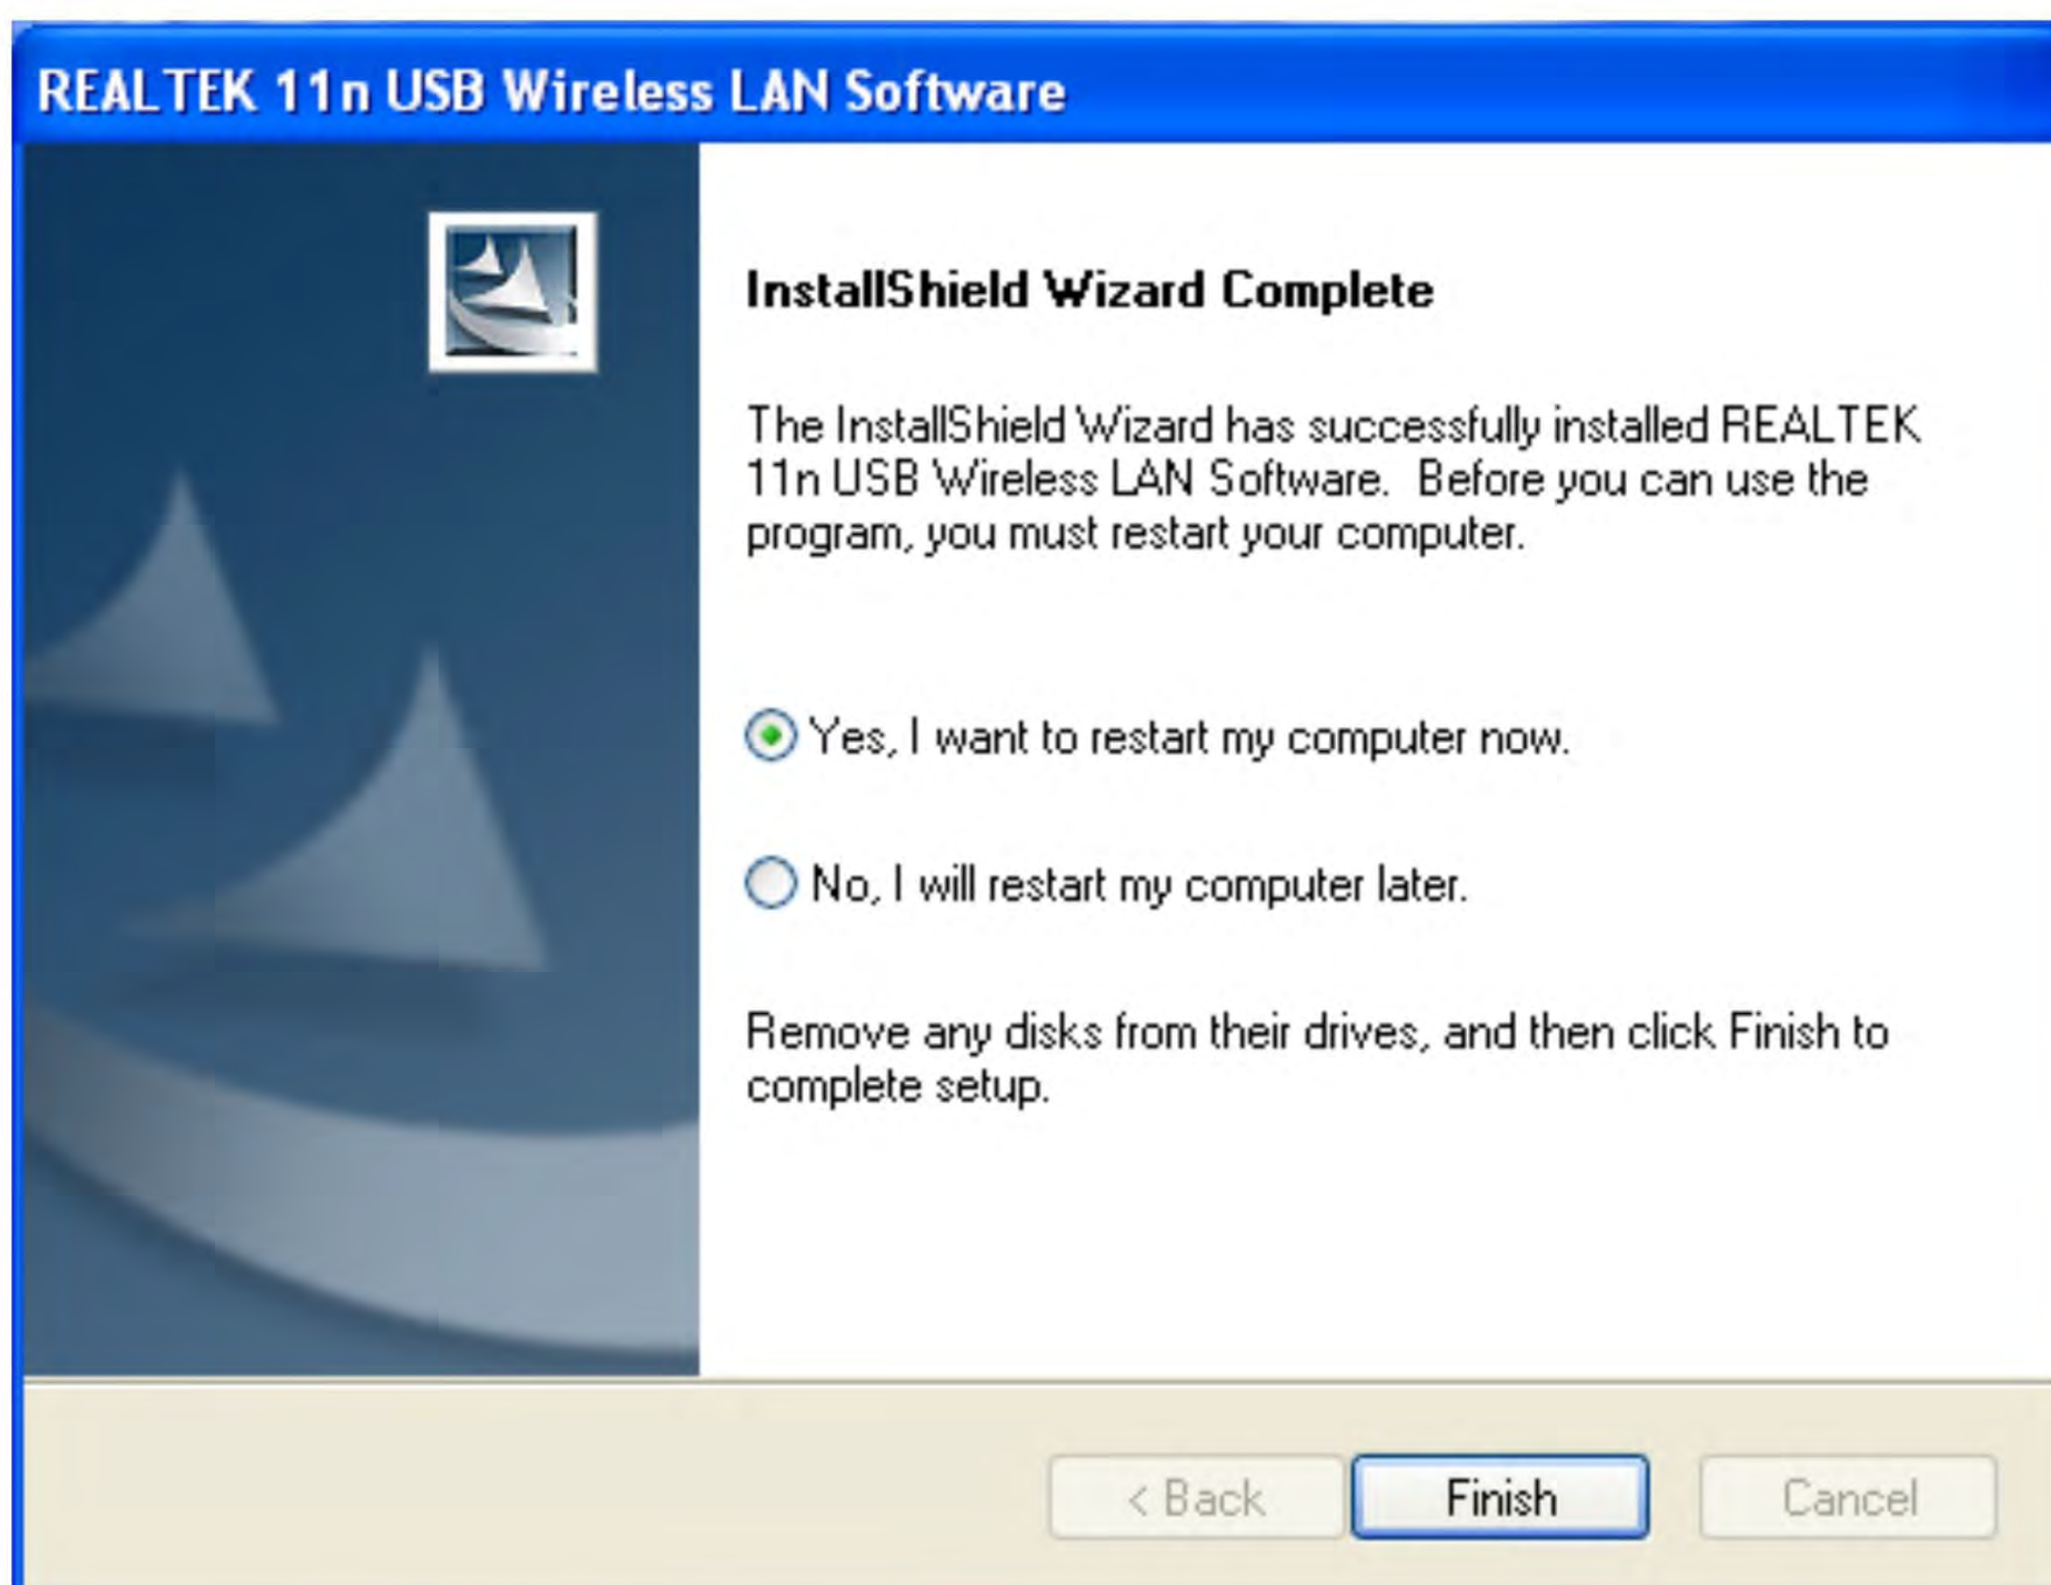 REALTEK 11n USB Wireless LAN Software
InstallShield Wizard Complete
The InstallShield Wizard has successfully installed REALTEK
11n USB Wireless LAN Software.  Before you can use the
program, you must restart your computer.
Yes, I want to restart my computer now.
No, I will restart my computer later.
Remove any disks from their drives, and then click Finish to
complete setup.
< Back
Finish
Cancel